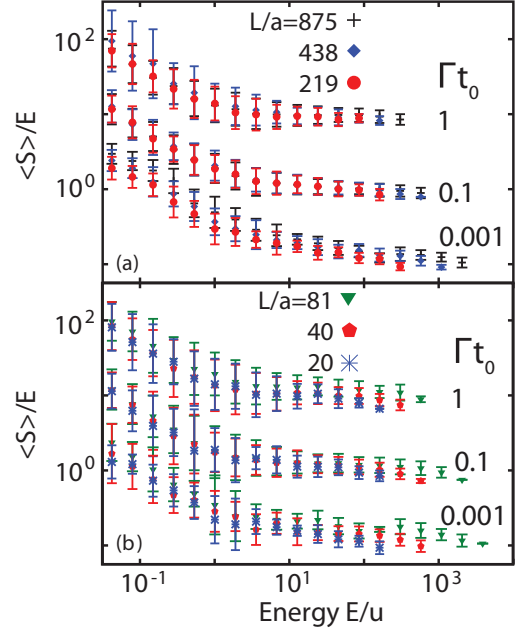 10²
10⁰
<S>/E
L/a=875 +
438
219
Γt₀
1
0.1
0.001
(a)
10²
10⁰
<S>/E
L/a=81
40
20
Γt₀
1
0.1
0.001
(b)
10⁻¹ 10¹ 10³
Energy E/u